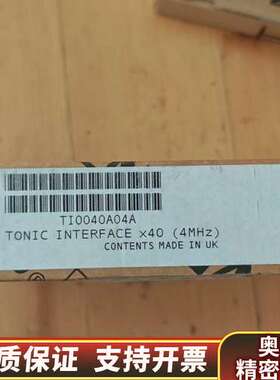 TI0040A04A
TONIC INTERFACE x40 (4MHz)
CONTENTS MADE IN UK
质保证 支持开票
奥
精密